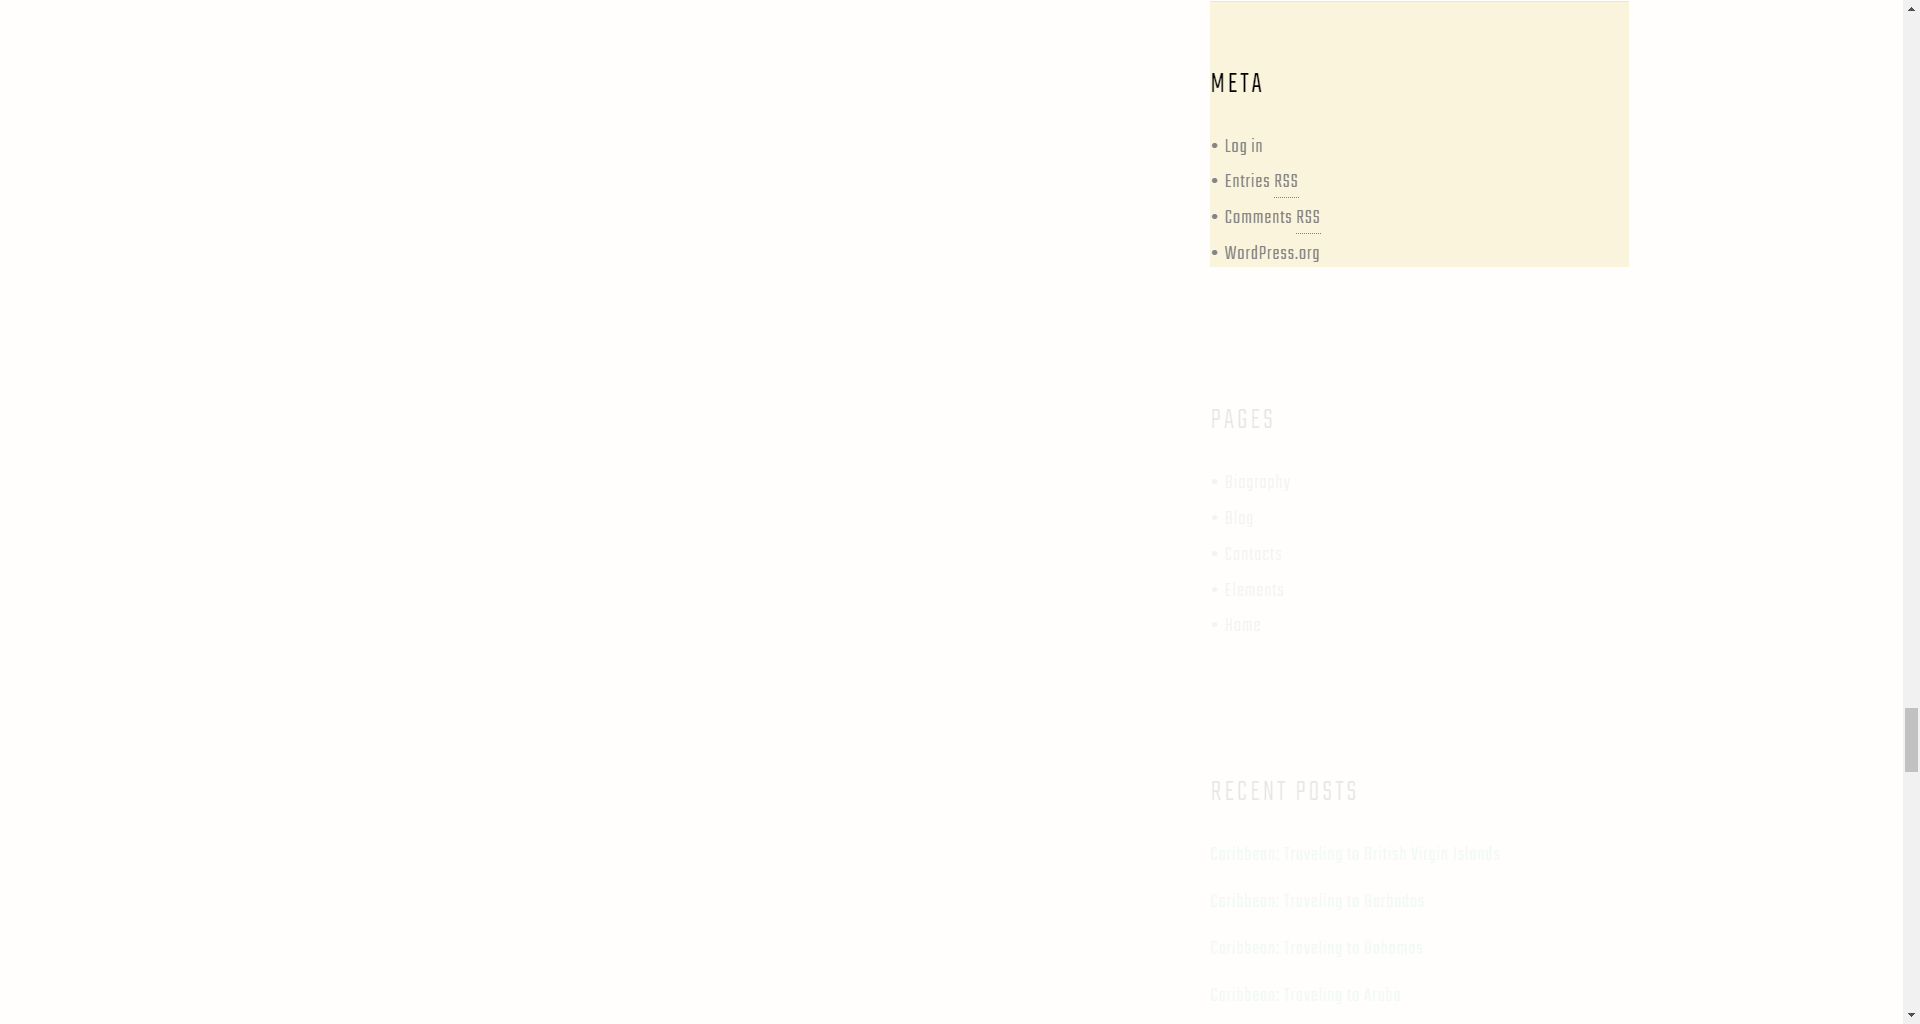 META
• Log in
• Entries RSS
• Comments RSS
• WordPress.org
PAGES
• Biography
• Blog
• Contacts
• Elements
• Home
RECENT POSTS
Caribbean: Traveling to British Virgin Islands
Caribbean: Traveling to Barbados
Caribbean: Traveling to Bahamas
Caribbean: Traveling to Aruba